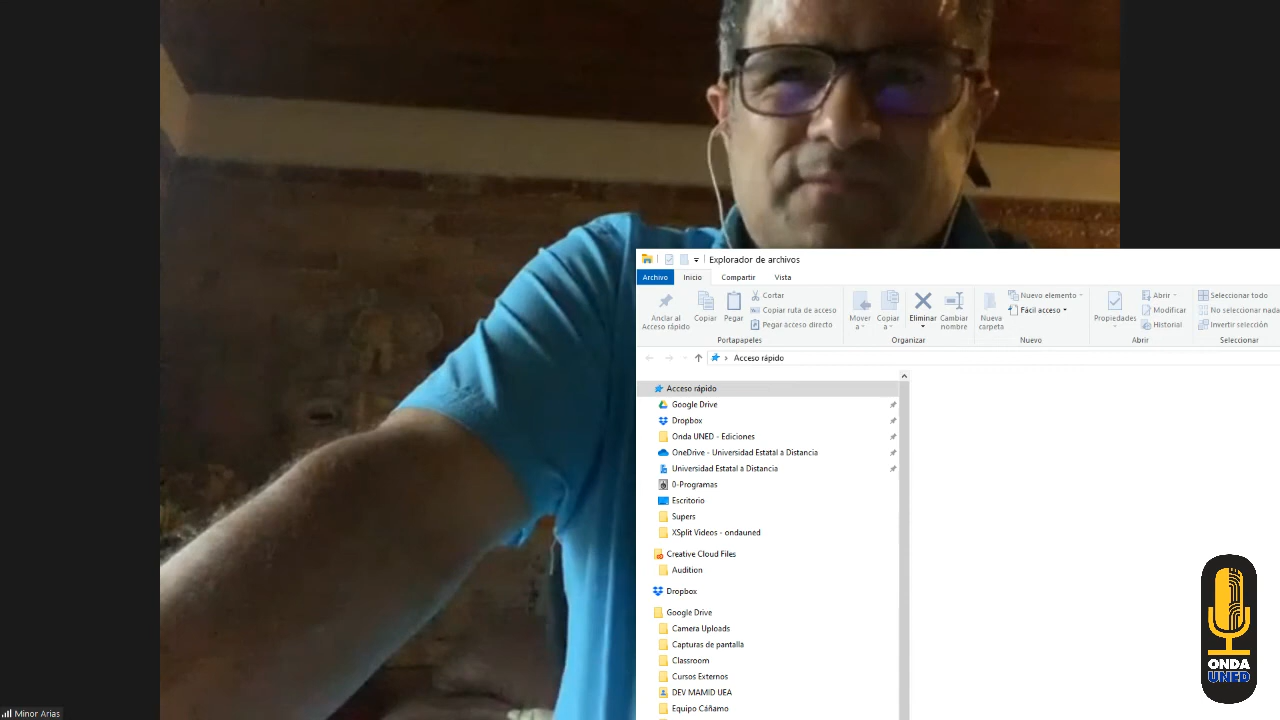 Explorador de archivos
Archivo Inicio Compartir Vista
Anclar al Acceso rápido
Copiar
Pegar
Cortar
Copiar ruta de acceso
Pegar acceso directo
Portapapeles
Mover a
Copiar a
Eliminar
Cambiar nombre
Organizar
Nueva carpeta
Nuevo elemento
Fácil acceso
Nuevo
Propiedades
Abrir
Modificar
Historial
Abrir
Seleccionar todo
No seleccionar nada
Invertir selección
Seleccionar
Acceso rápido
Acceso rápido
Google Drive
Dropbox
Onda UNED - Ediciones
OneDrive - Universidad Estatal a Distancia
Universidad Estatal a Distancia
0-Programas
Escritorio
Supers
XSplit Videos - ondauned
Creative Cloud Files
Audition
Dropbox
Google Drive
Camera Uploads
Capturas de pantalla
Classroom
Cursos Externos
DEV MAMID UEA
Equipo Cáñamo
ONDA
UNED
Minor Arias